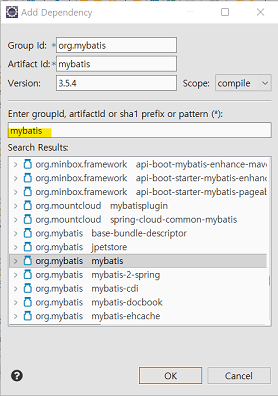 Add Dependency
Group Id: * org.mybatis
Artifact Id: * mybatis
Version: 3.5.4 Scope: compile
Enter groupId, artifactId or sha1 prefix or pattern (*):
mybatis
Search Results:
org.minbox.framework api-boot-mybatis-enhance-mave
org.minbox.framework api-boot-starter-mybatis-enhanc
org.minbox.framework api-boot-starter-mybatis-pageab
org.mountcloud mybatisplugin
org.mountcloud spring-cloud-common-mybatis
org.mybatis base-bundle-descriptor
org.mybatis jpetstore
org.mybatis mybatis
org.mybatis mybatis-2-spring
org.mybatis mybatis-cdi
org.mybatis mybatis-docbook
org.mybatis mybatis-ehcache
OK Cancel